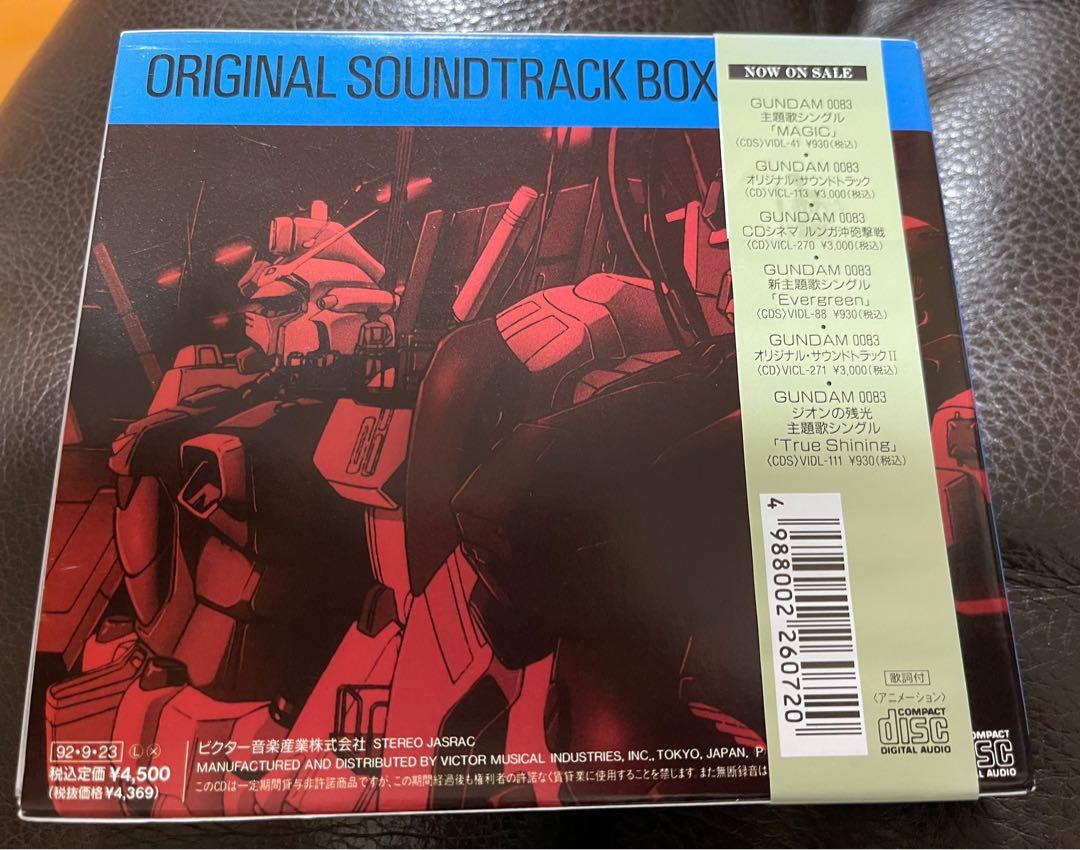 ORIGINAL SOUNDTRACK BOX
NOW ON SALE
GUNDAM 0083
主題歌シングル
「MAGIC」
〈CDS〉VIDL-41 ¥930(税込)
•
GUNDAM 0083
オリジナル・サウンドトラック
〈CD〉VICL-113 ¥3,000(税込)
•
GUNDAM 0083
CDシネマ ルンガ沖砲撃戦
〈CD〉VICL-270 ¥3,000(税込)
•
GUNDAM 0083
新主題歌シングル
「Evergreen」
〈CDS〉VIDL-88 ¥930(税込)
•
GUNDAM 0083
オリジナル・サウンドトラックII
〈CD〉VICL-271 ¥3,000(税込)
•
GUNDAM 0083
ジオンの残光
主題歌シングル
「True Shining」
〈CDS〉VIDL-111 ¥930(税込)
4 988002 260720
歌詞付
〈アニメーション〉
COMPACT
disc
DIGITAL AUDIO
92・9・23 Ⓛ
税込定価 ¥4,500
(税抜価格 ¥4,369)
ビクター音楽産業株式会社 STEREO JASRAC
MANUFACTURED AND DISTRIBUTED BY VICTOR MUSICAL INDUSTRIES, INC., TOKYO, JAPAN. P
このCDは一定期間貸与非許諾商品ですが、この期間経過後も権利者の許諾なく賃貸業に使用することを禁じます。また無断録音は
MPACT
SC
L AUDIO